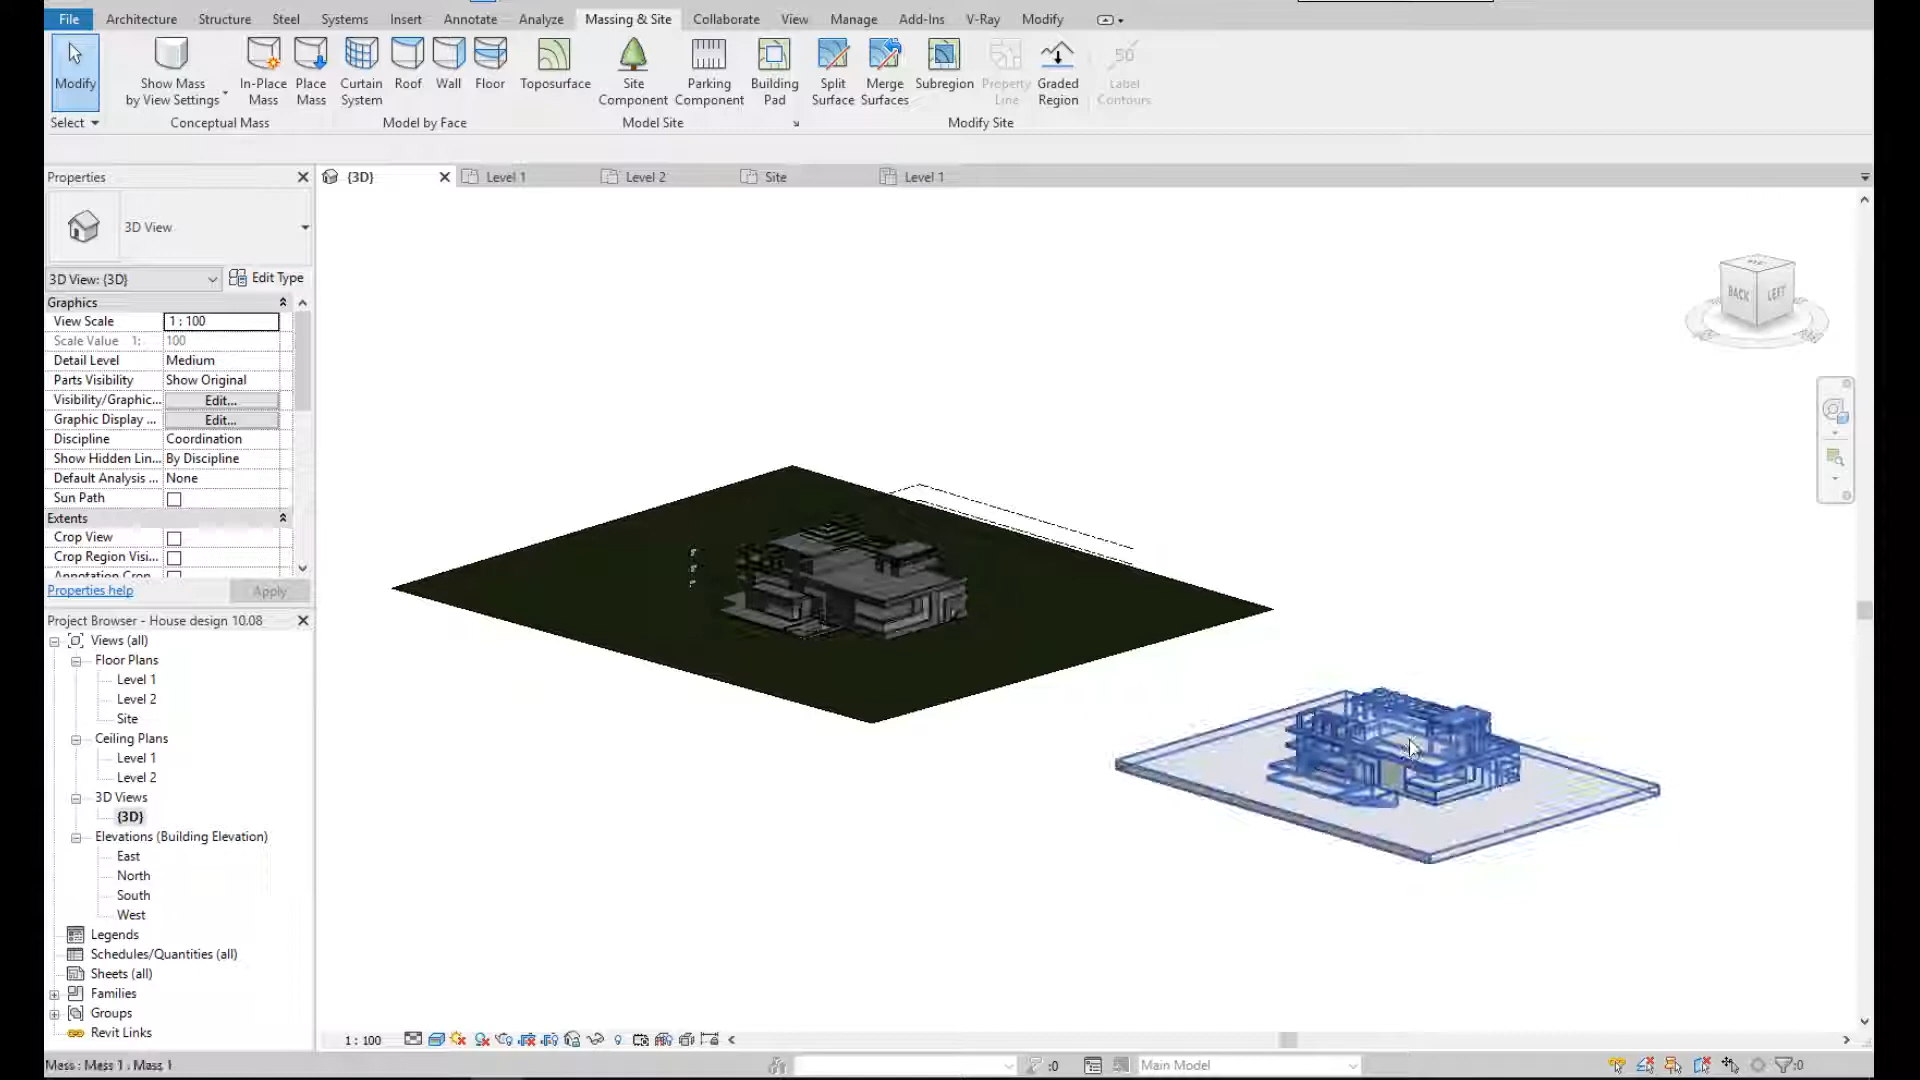 File Architecture Structure Steel Systems Insert Annotate Analyze Massing & Site Collaborate View Manage Add-Ins V-Ray Modify
Modify
Show Mass
by View Settings
In-Place
Mass
Place
Mass
Curtain
System
Roof
Wall
Floor
Toposurface
Site
Component
Parking
Component
Building
Pad
Split
Surface
Merge
Surfaces
Subregion
Property
Line
Graded
Region
50
Label
Contours
Select
Conceptual Mass
Model by Face
Model Site
Modify Site
Properties
{3D}
Level 1
Level 2
Site
Level 1
3D View
3D View: {3D}
Edit Type
Graphics
View Scale 1 : 100
Scale Value 1: 100
Detail Level Medium
Parts Visibility Show Original
Visibility/Graphic... Edit...
Graphic Display ... Edit...
Discipline Coordination
Show Hidden Lin... By Discipline
Default Analysis ... None
Sun Path
Extents
Crop View
Crop Region Visi...
Annotation Crop
Properties help
Apply
BACK
LEFT
Project Browser - House design 10.08
Views (all)
Floor Plans
Level 1
Level 2
Site
Ceiling Plans
Level 1
Level 2
3D Views
{3D}
Elevations (Building Elevation)
East
North
South
West
Legends
Schedules/Quantities (all)
Sheets (all)
Families
Groups
Revit Links
1 : 100
Mass : Mass 1 : Mass 1
:0
Main Model
:0